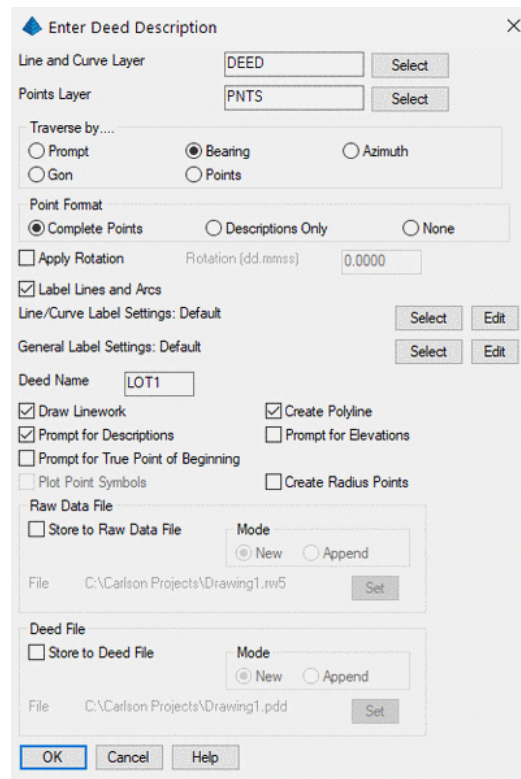 Enter Deed Description
Line and Curve Layer DEED Select
Points Layer PNTS Select
Traverse by....
Prompt Bearing Azimuth
Gon Points
Point Format
Complete Points Descriptions Only None
Apply Rotation Rotation (dd.mmss) 0.0000
Label Lines and Arcs
Line/Curve Label Settings: Default Select Edit
General Label Settings: Default Select Edit
Deed Name LOT1
Draw Linework Create Polyline
Prompt for Descriptions Prompt for Elevations
Prompt for True Point of Beginning
Plot Point Symbols Create Radius Points
Raw Data File
Store to Raw Data File Mode
New Append
File C:\Carlson Projects\Drawing1.rw5 Set
Deed File
Store to Deed File Mode
New Append
File C:\Carlson Projects\Drawing1.pdd Set
OK Cancel Help